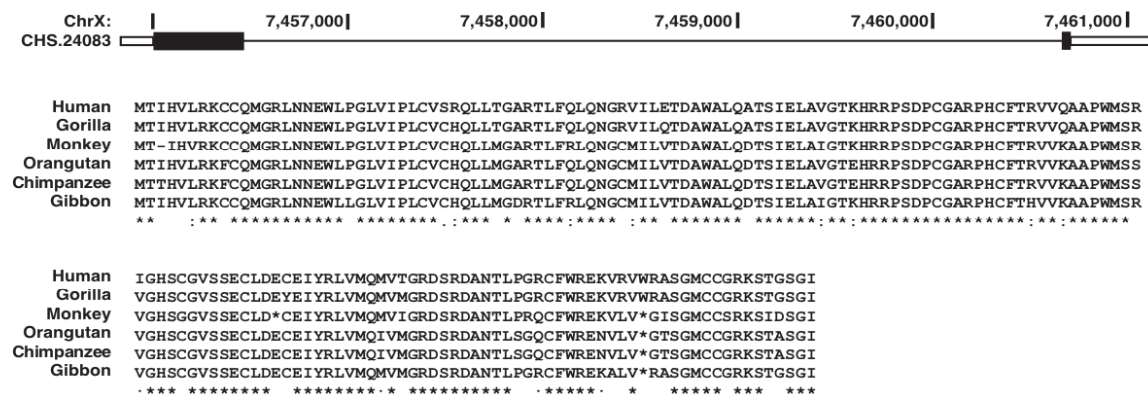 ChrX: 7,457,000 7,458,000 7,459,000 7,460,000 7,461,000
CHS.24083
Human MTIHVLRKCCQMGRLNNEWLPGLVIPLCVSRQLLTGARTLFQLQNGRVILETDAWALQATSIELAVGTKHRRPSDPCGARPHCFTRVVQAAPWMSR
Gorilla MTIHVLRKCCQMGRLNNEWLPGLVIPLCVCHQLLTGARTLFQLQNGRVILQTDAWALQATSIELAVGTKHRRPSDPCGARPHCFTRVVQAAPWMSR
Monkey MT-IHVRKCCQMGRLNNEWLPGLVIPLCVCHQLLMGARTLFRLQNGCMILVTDAWALQDTSIELAIGTKHRRPSDPCGARPHCFTRVVKAAPWMSR
Orangutan MTIHVLRKFCQMGRLNNEWLPGLVIPLCVCHQLLMGARTLFQLQNGCMILVTDAWALQDTSIELAVGTEHRRPSDPCGARPHCFTRVVKAAPWMSS
Chimpanzee MTTHVLRKFCQMGRLNNEWLPGLVIPLCVCHQLLMGARTLFQLQNGCMILVTDAWALQDTSIELAVGTEHRRPSDPCGARPHCFTRVVKAAPWMSS
Gibbon MTIHVLRKCCQMGRLNNEWLLGLVIPLCVCHQLLMGDRTLFRLQNGCMILVTDAWALQDTSIELAIGTKHRRPSDPCGARPHCFTHVVKAAPWMSR
** :** *********** ********.:*** * ****:**** :** ******* ******:**:****************:**:*******
Human IGHSCGVSSECLDECEIYRLVMQMVTGRDSRDANTLPGRCFWREKVRVWRASGMCCGRKSTGSGI
Gorilla VGHSCGVSSECLDEYEIYRLVMQMVMGRDSRDANTLPGRCFWREKVRVWRASGMCCGRKSTGSGI
Monkey VGHSGGVSSECLD*CEIYRLVMQMVIGRDSRDANTLPRQCFWREKVLV*GISGMCCSRKSIDSGI
Orangutan VGHSCGVSSECLDECEIYRLVMQIVMGRDSRDANTLSGQCFWRENVLV*GTSGMCCGRKSTASGI
Chimpanzee VGHSCGVSSECLDECEIYRLVMQIVMGRDSRDANTLSGQCFWRENVLV*GTSGMCCGRKSTASGI
Gibbon VGHSCGVSSECLDECEIYRLVMQMVMGRDSRDANTLPGRCFWREKALV*RASGMCCGRKSTGSGI
.*** ******** ********:* ********** .*****:. * *****.*** ***